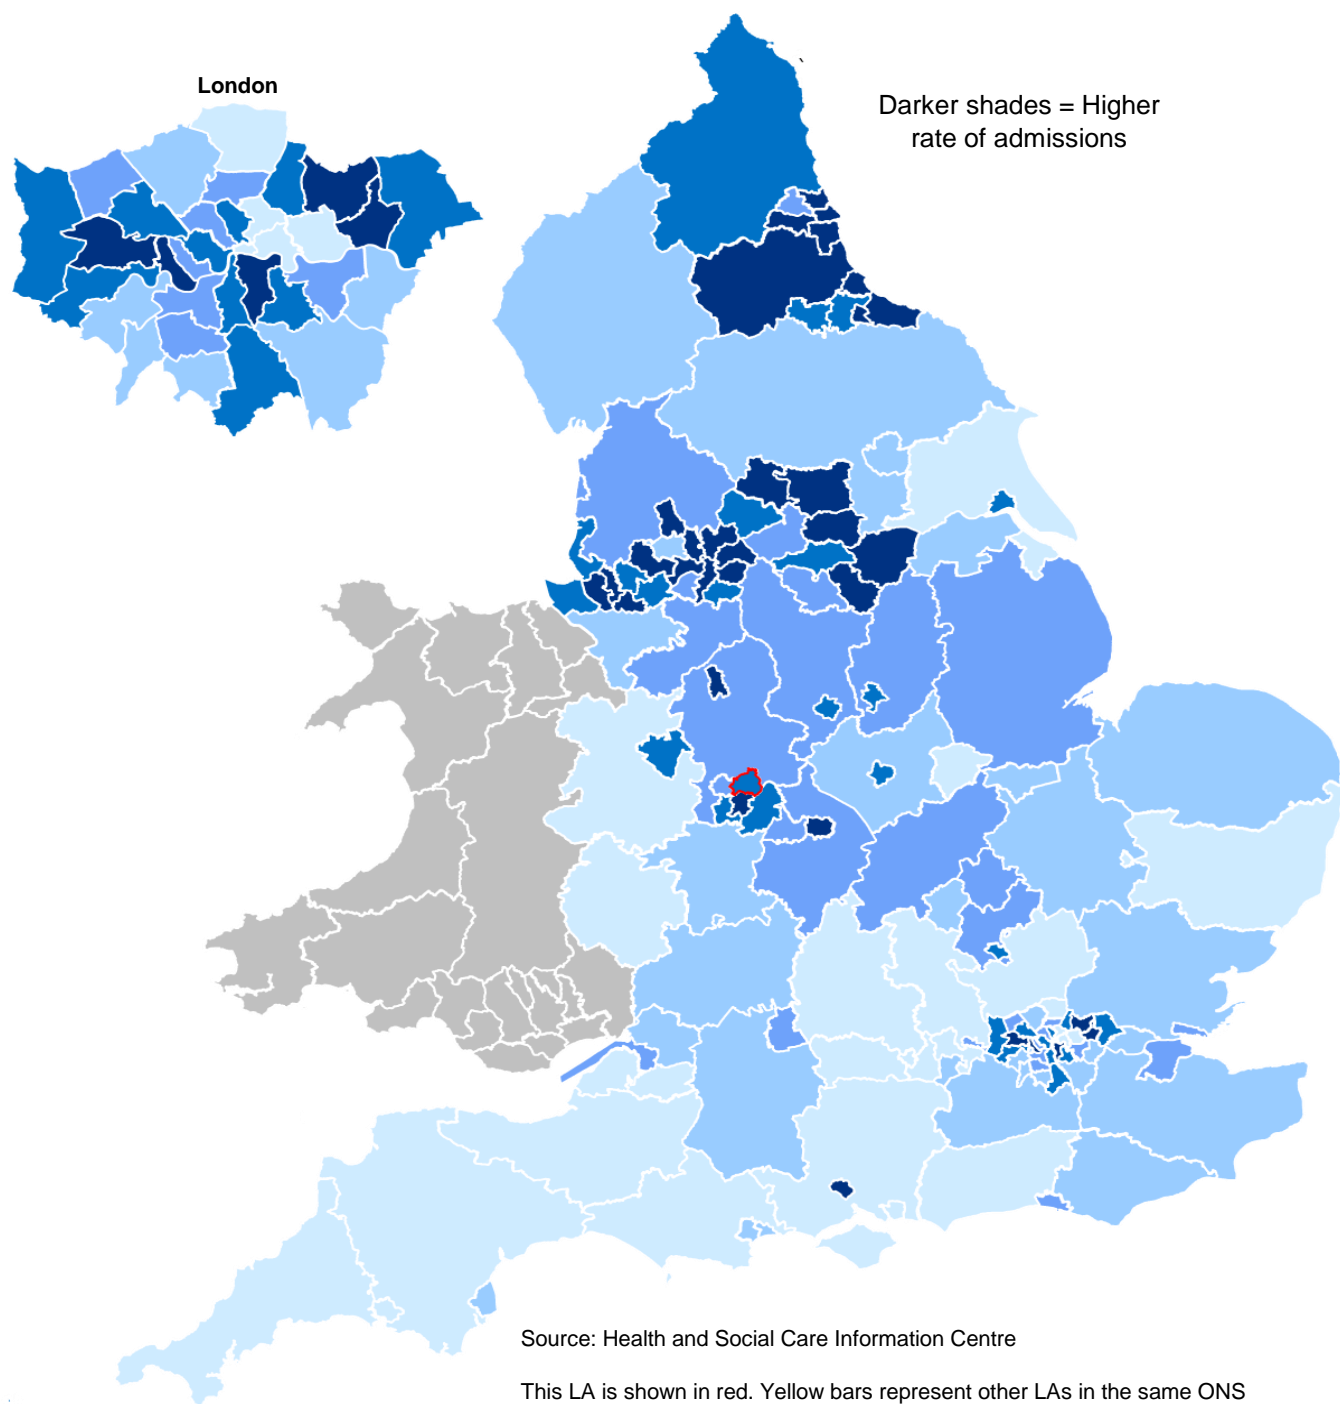 London
Darker shades = Higher
rate of admissions
Source: Health and Social Care Information Centre
This LA is shown in red. Yellow bars represent other LAs in the same ONS